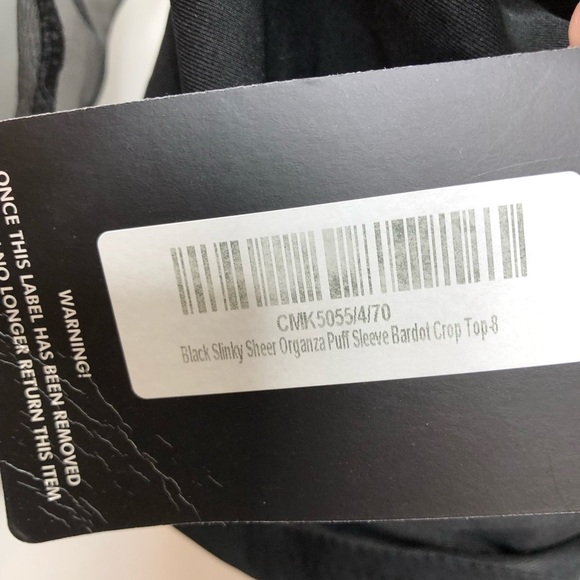 CMK5055/4/70
Black Slinky Sheer Organza Puff Sleeve Bardot Crop Top-8
WARNING!
ONCE THIS LABEL HAS BEEN REMOVED
NO LONGER RETURN THIS ITEM